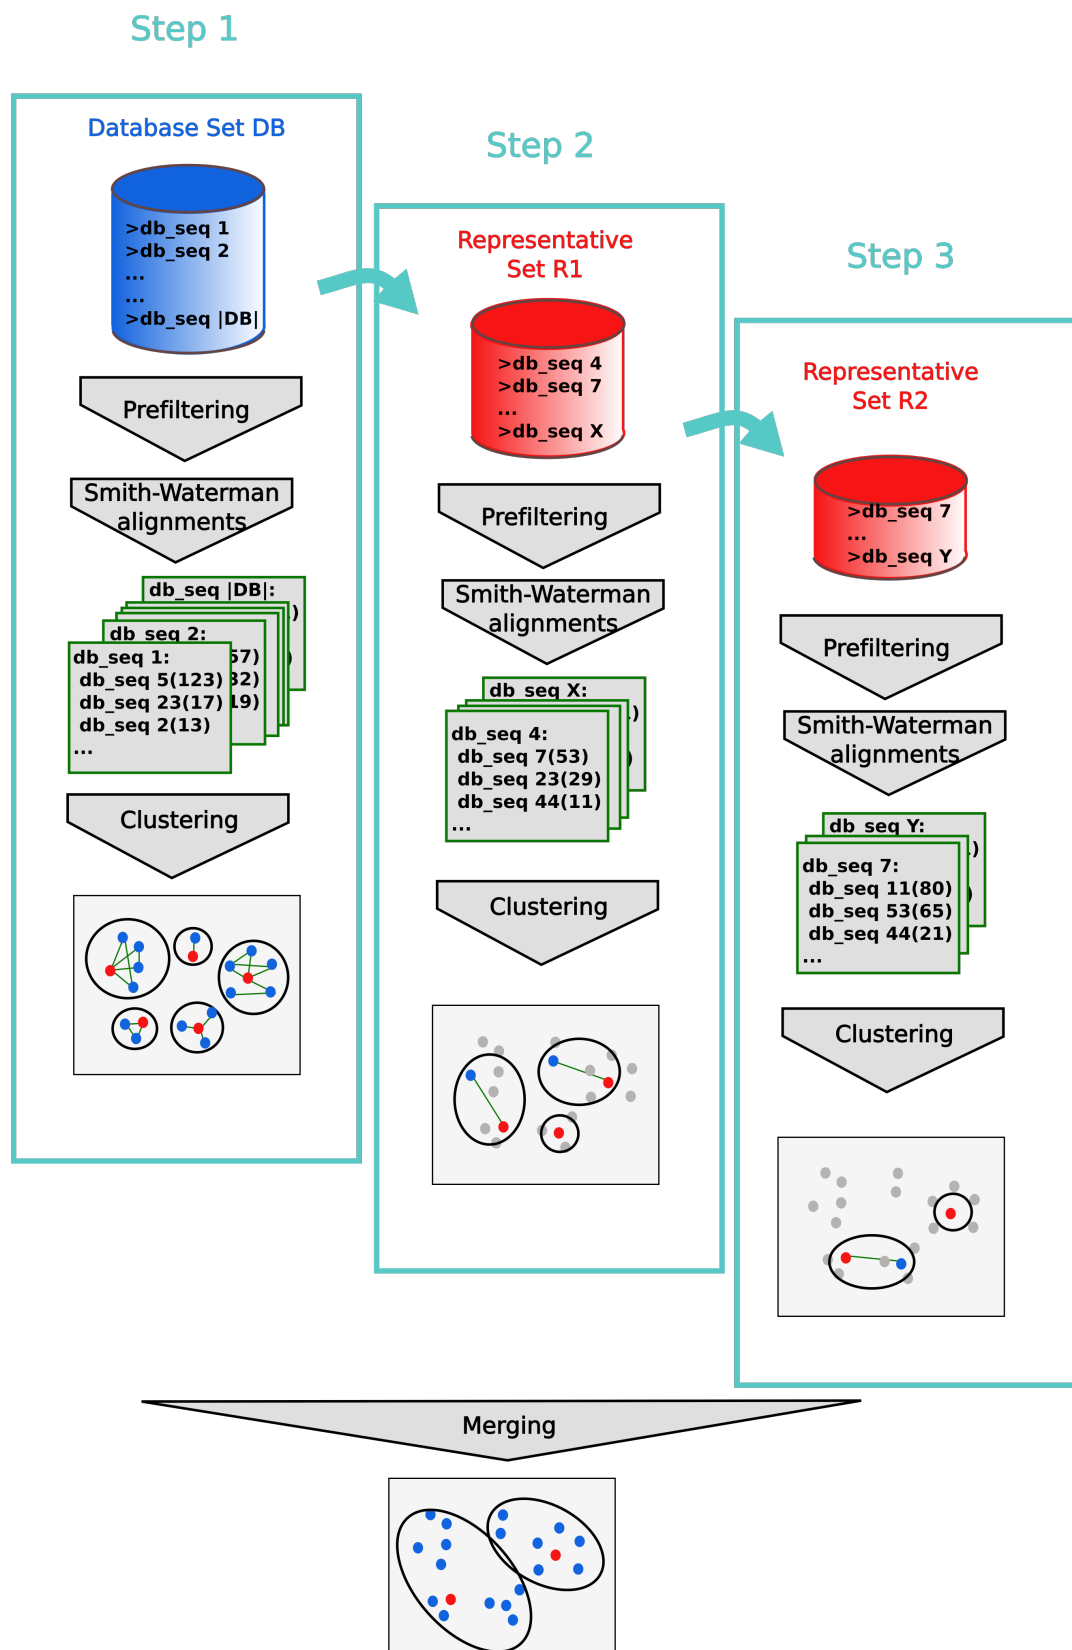 Step 1
Database Set DB
>db_seq 1
>db_seq 2
...
...
>db_seq |DB|
Prefiltering
Smith-Waterman
alignments
db_seq |DB|:
)
db_seq 2:
57)
32)
19)
)
db_seq 1:
db_seq 5(123)
db_seq 23(17)
db_seq 2(13)
...
Clustering
Step 2
Representative
Set R1
>db_seq 4
>db_seq 7
...
>db_seq X
Prefiltering
Smith-Waterman
alignments
db_seq X:
)
)
db_seq 4:
db_seq 7(53)
db_seq 23(29)
db_seq 44(11)
...
Clustering
Step 3
Representative
Set R2
>db_seq 7
...
>db_seq Y
Prefiltering
Smith-Waterman
alignments
db_seq Y:
)
)
db_seq 7:
db_seq 11(80)
db_seq 53(65)
db_seq 44(21)
...
Clustering
Merging